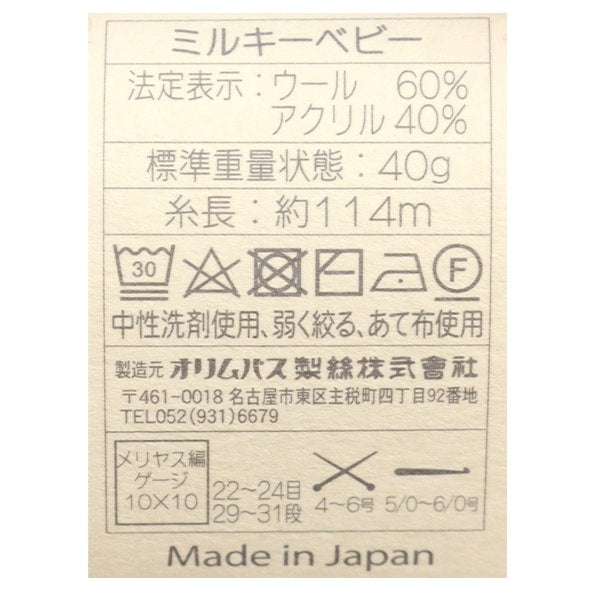 ミルキーベビー
法定表示：ウール　60%
アクリル 40%
標準重量状態：40g
糸長：約114m
30 F
中性洗剤使用、弱く絞る、あて布使用
製造元 オリムパス製絲株式會社
〒461-0018 名古屋市東区主税町四丁目92番地
TEL052(931)6679
メリヤス編
ゲージ
10×10
22～24目
29～31段
4～6号
5/0～6/0号
Made in Japan